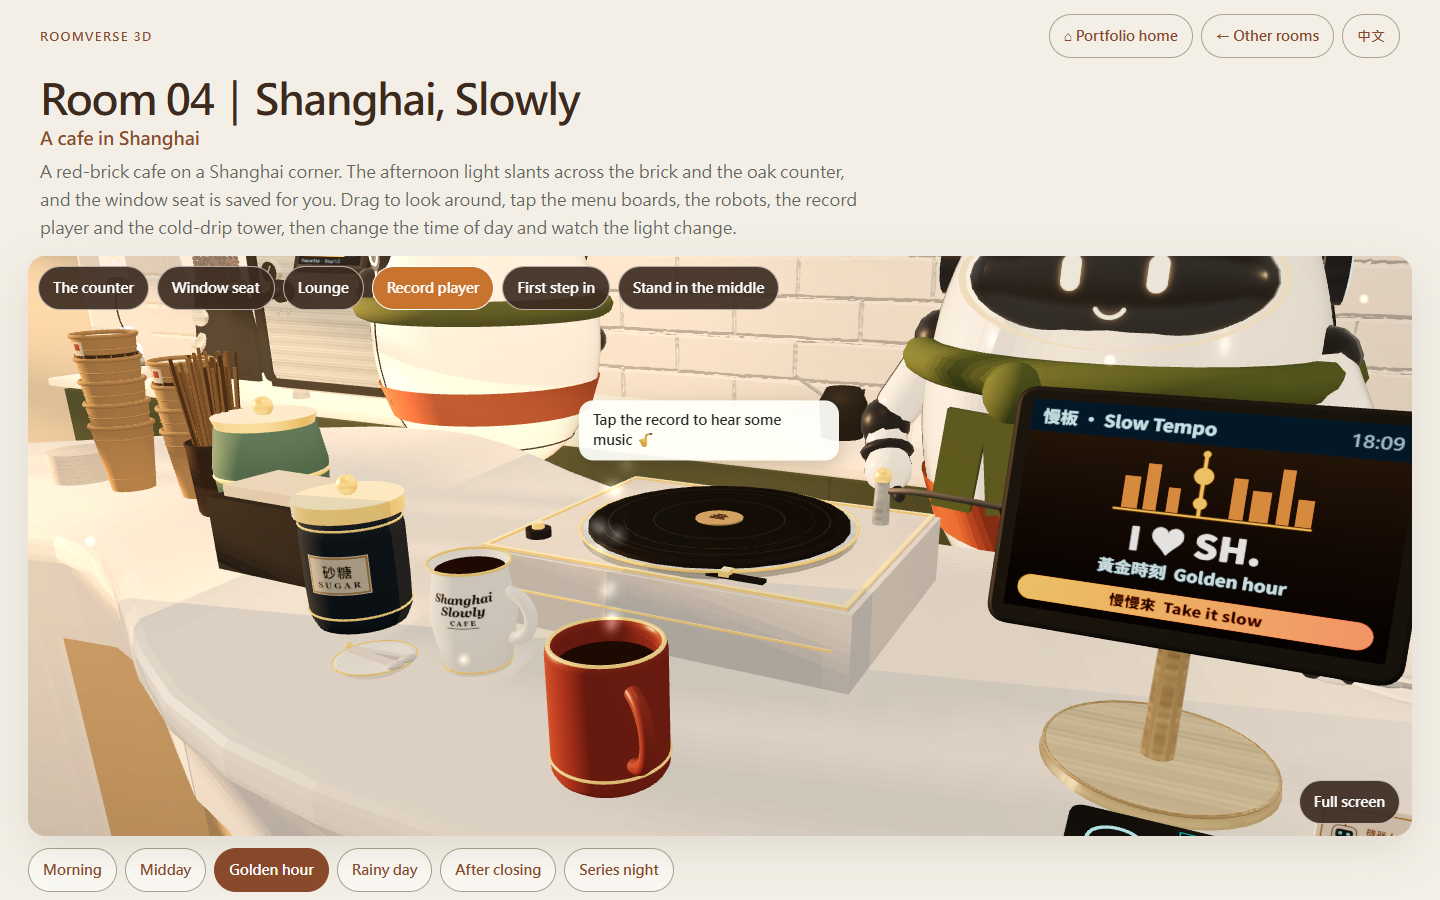 ROOMVERSE 3D
⌂ Portfolio home
← Other rooms
中文
Room 04 | Shanghai, Slowly
A cafe in Shanghai
A red-brick cafe on a Shanghai corner. The afternoon light slants across the brick and the oak counter,
and the window seat is saved for you. Drag to look around, tap the menu boards, the robots, the record
player and the cold-drip tower, then change the time of day and watch the light change.
The counter
Window seat
Lounge
Record player
First step in
Stand in the middle
Tap the record to hear some
music 🎷
慢板 • Slow Tempo
18:09
I ♥ SH.
黃金時刻 Golden hour
慢慢來 Take it slow
砂糖
SUGAR
Shanghai
Slowly
CAFE
Full screen
Morning
Midday
Golden hour
Rainy day
After closing
Series night